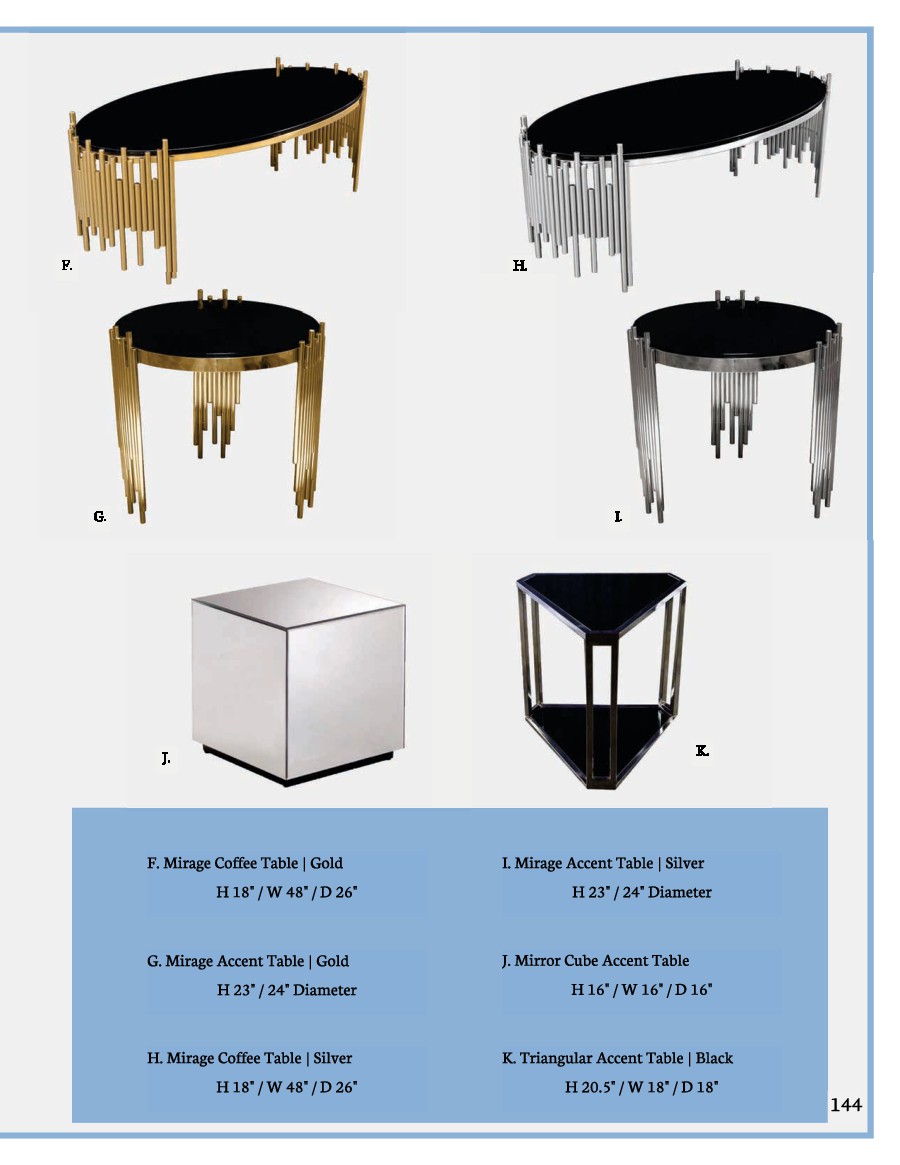 F.
H.
G.
I.
J.
K.
F. Mirage Coffee Table | Gold
H 18" / W 48" / D 26"
G. Mirage Accent Table | Gold
H 23" / 24" Diameter
H. Mirage Coffee Table | Silver
H 18" / W 48" / D 26"
I. Mirage Accent Table | Silver
H 23" / 24" Diameter
J. Mirror Cube Accent Table
H 16" / W 16" / D 16"
K. Triangular Accent Table | Black
H 20.5" / W 18" / D 18"
144